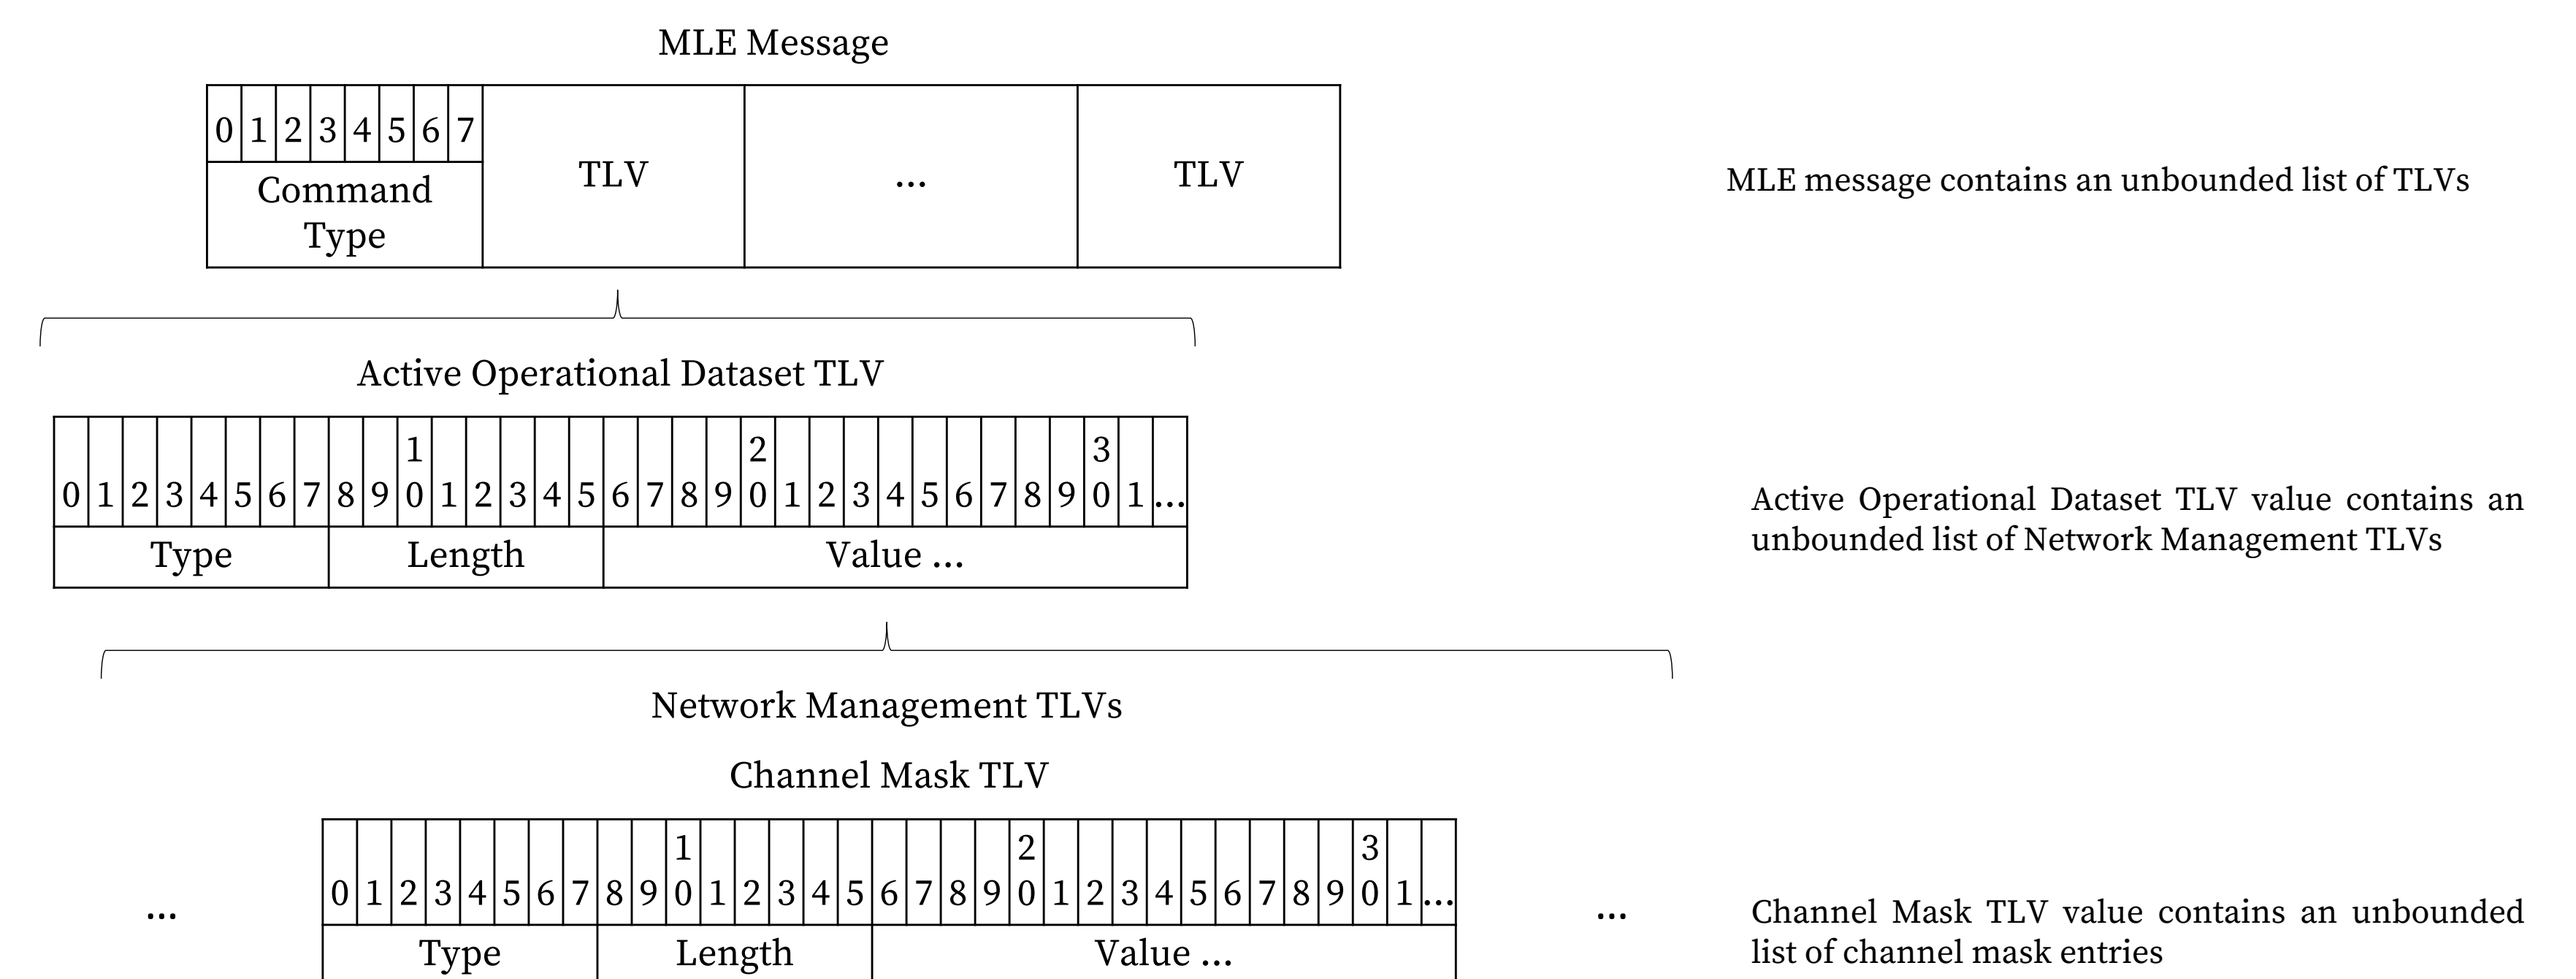 MLE Message
0 1 2 3 4 5 6 7
Command
Type
TLV
...
TLV
MLE message contains an unbounded list of TLVs
Active Operational Dataset TLV
1 2 3
0 1 2 3 4 5 6 7 8 9 0 1 2 3 4 5 6 7 8 9 0 1 2 3 4 5 6 7 8 9 0 1 ...
Type Length Value ...
Active Operational Dataset TLV value contains an
unbounded list of Network Management TLVs
Network Management TLVs
Channel Mask TLV
1 2 3
0 1 2 3 4 5 6 7 8 9 0 1 2 3 4 5 6 7 8 9 0 1 2 3 4 5 6 7 8 9 0 1 ...
Type Length Value ...
...
...
Channel Mask TLV value contains an unbounded
list of channel mask entries